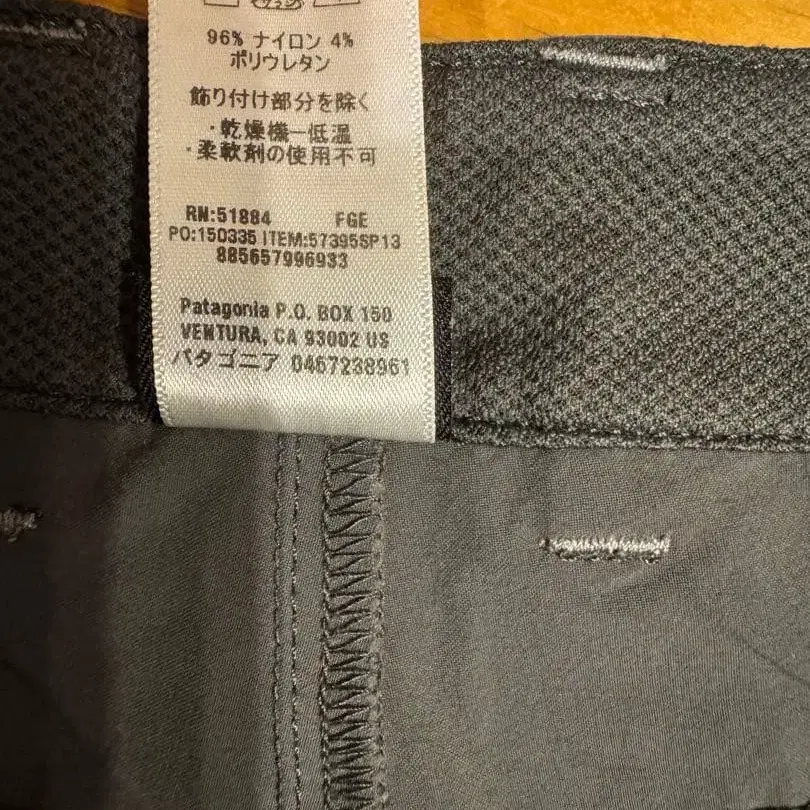 96% ナイロン 4%
ポリウレタン
飾り付け部分を除く
・乾燥機ー低温
・柔軟剤の使用不可
RN:51884 FGE
PO:150335 ITEM:57395SP13
885657996933
Patagonia P.O. BOX 150
VENTURA, CA 93002 US
パタゴニア 0467238961